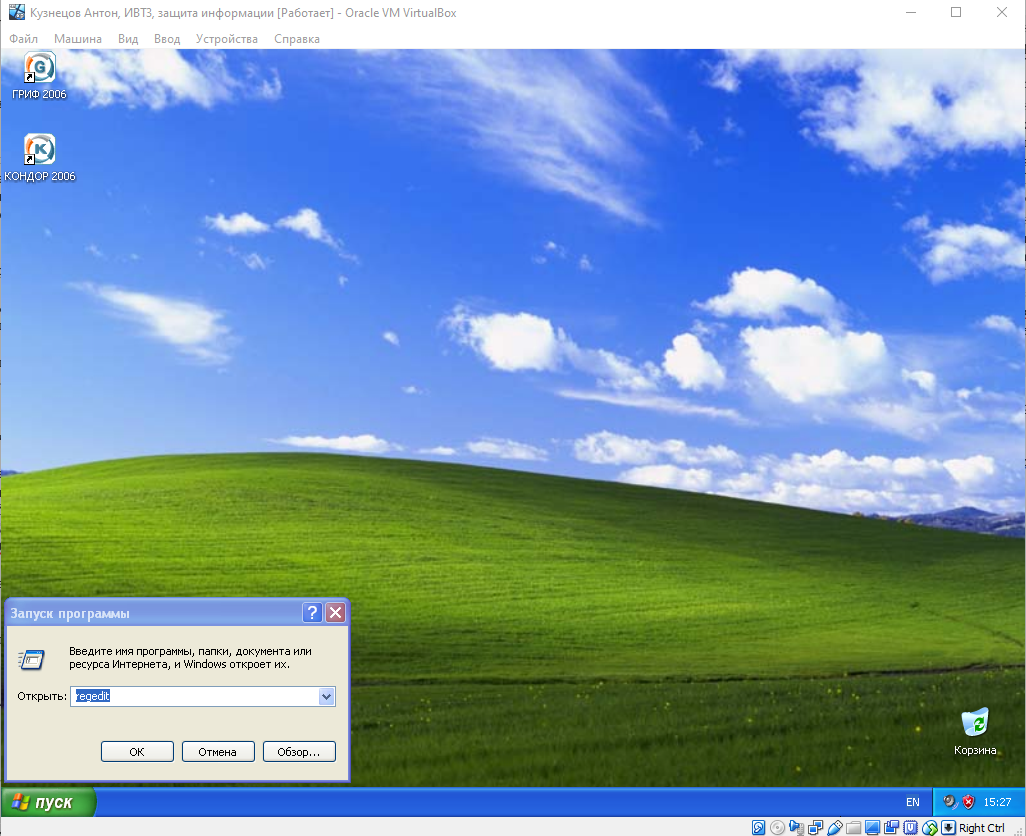 Кузнецов Антон, ИВТ3, защита информации [Работает] - Oracle VM VirtualBox
Файл Машина Вид Ввод Устройства Справка
ГРИФ 2006
КОНДОР 2006
Запуск программы
Введите имя программы, папки, документа или
ресурса Интернета, и Windows откроет их.
Открыть: regedit
ОК Отмена Обзор...
Корзина
пуск EN 15:27
Right Ctrl